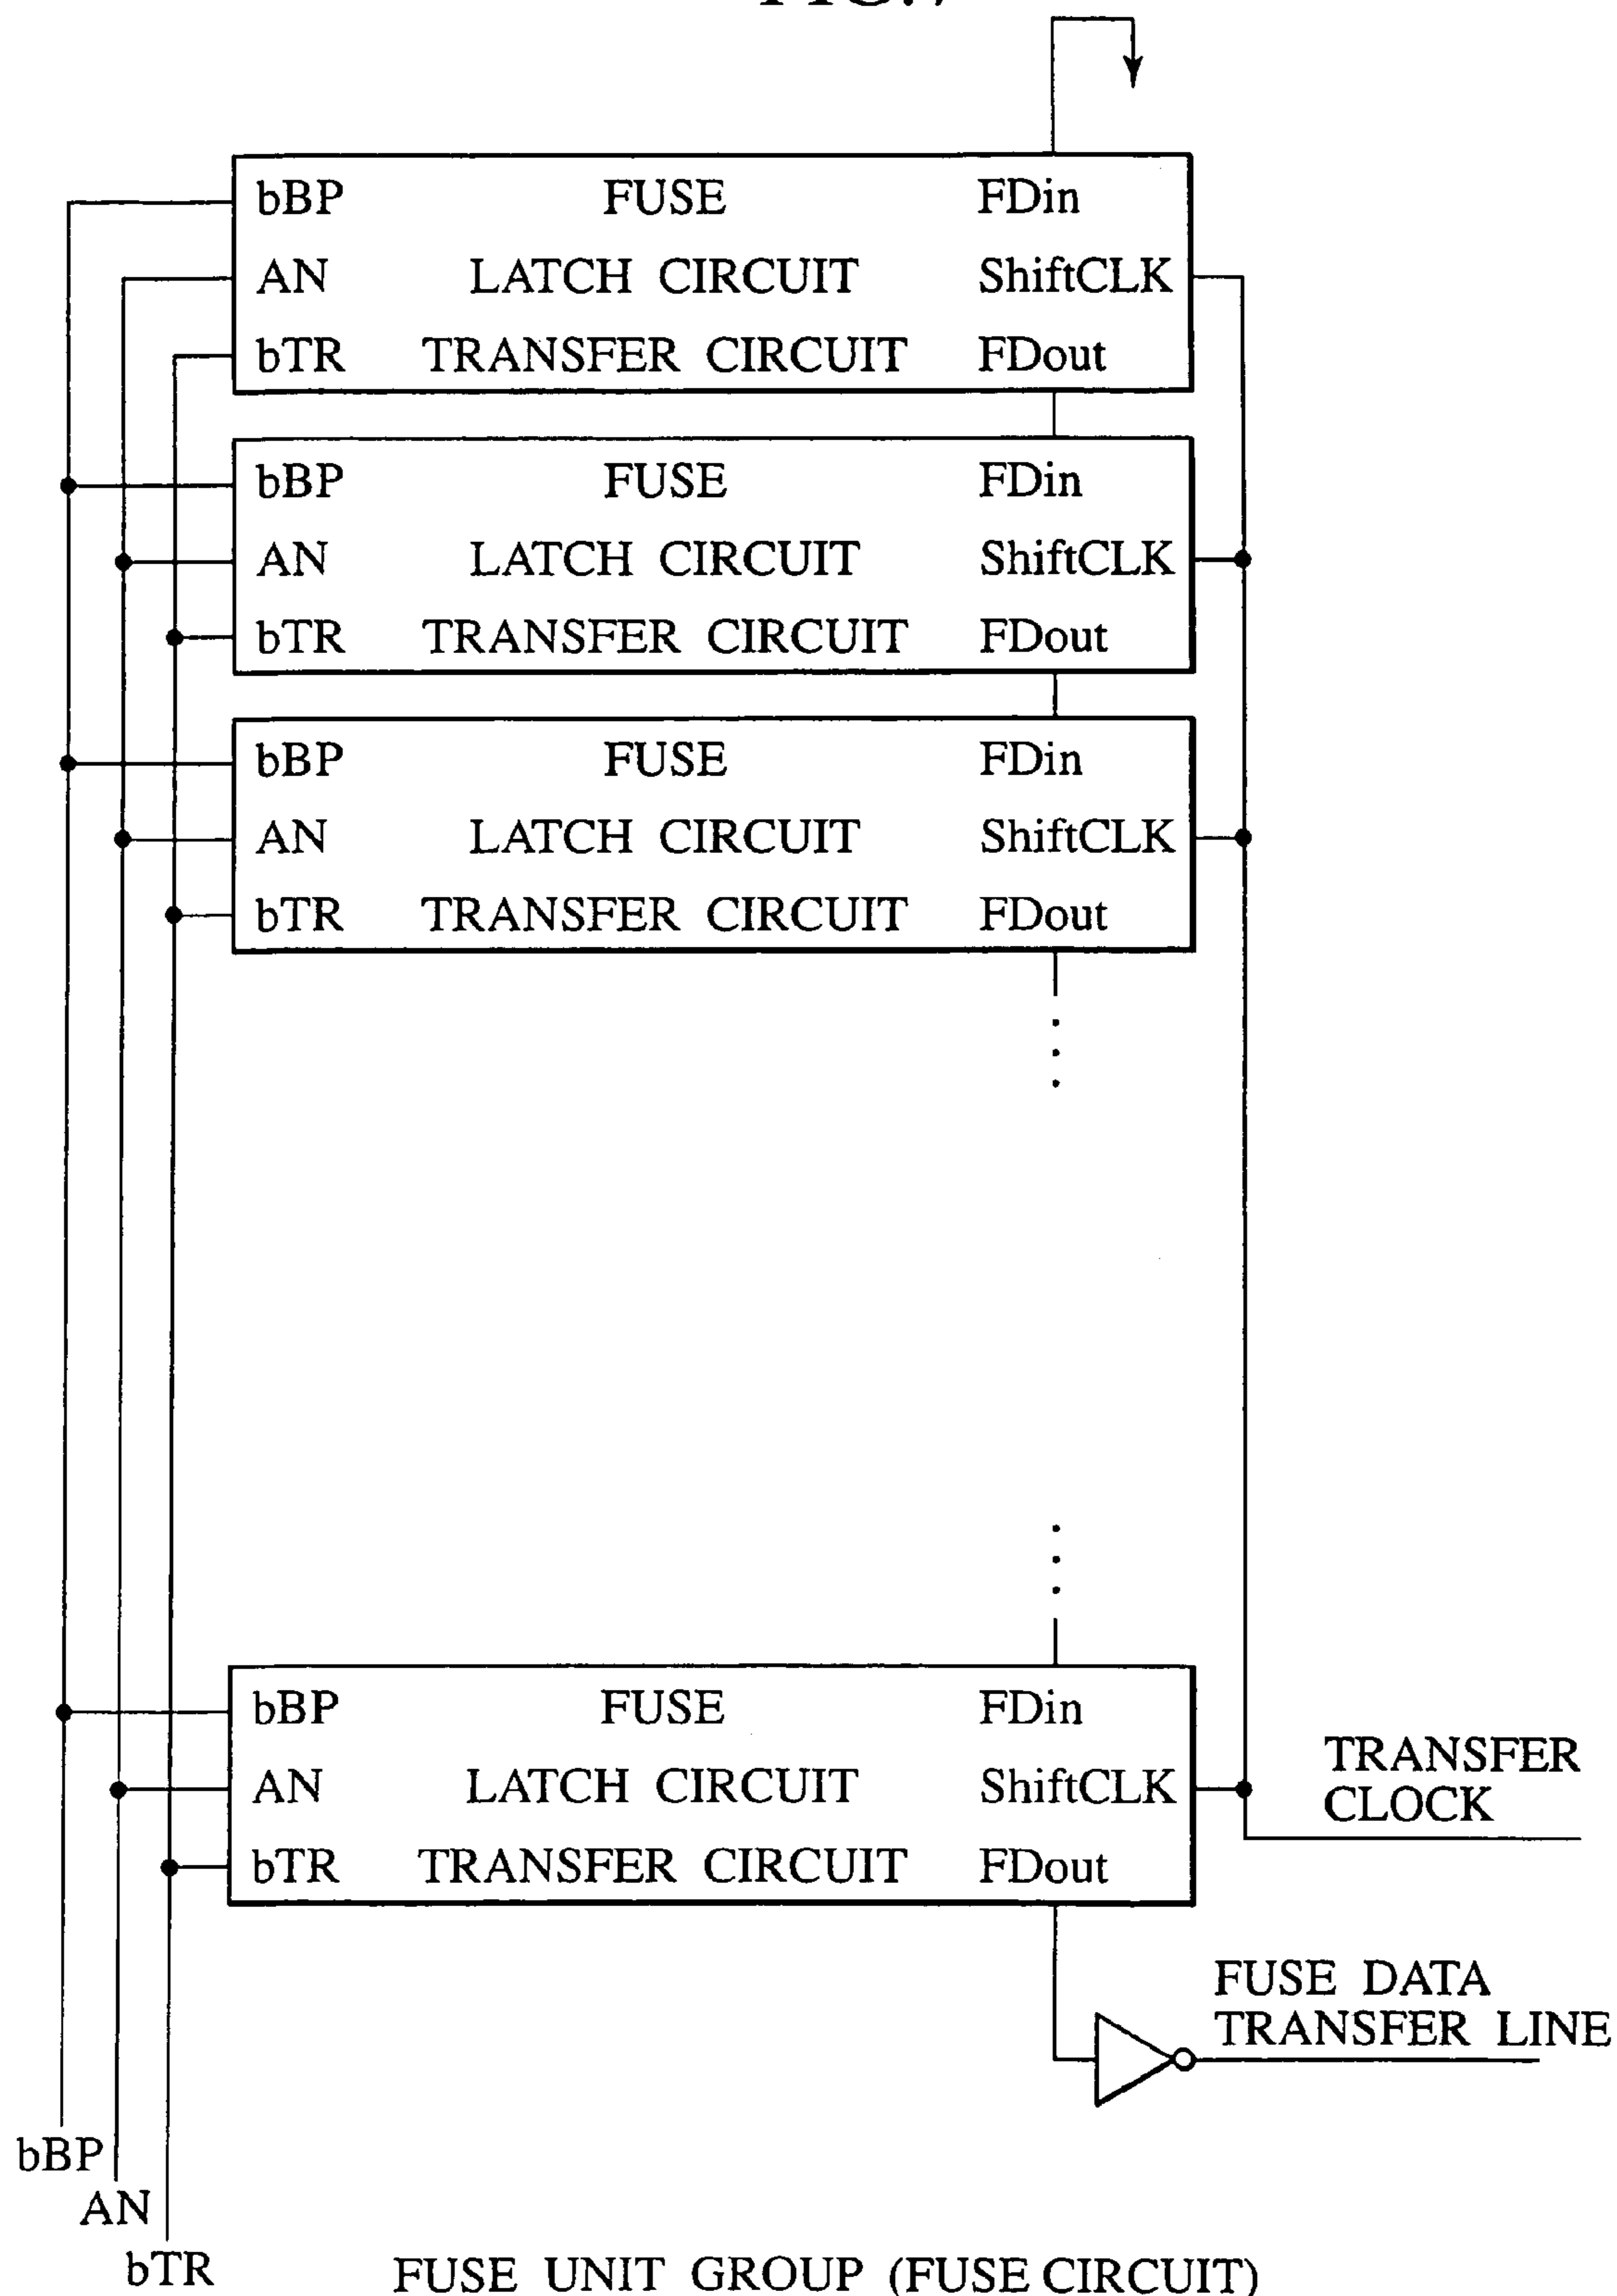 bBP FUSE FDin
AN LATCH CIRCUIT ShiftCLK
bTR TRANSFER CIRCUIT FDout
bBP FUSE FDin
AN LATCH CIRCUIT ShiftCLK
bTR TRANSFER CIRCUIT FDout
bBP FUSE FDin
AN LATCH CIRCUIT ShiftCLK
bTR TRANSFER CIRCUIT FDout
bBP FUSE FDin
AN LATCH CIRCUIT ShiftCLK
bTR TRANSFER CIRCUIT FDout
TRANSFER
CLOCK
FUSE DATA
TRANSFER LINE
bBP
AN
bTR
FUSE UNIT GROUP (FUSE CIRCUIT)